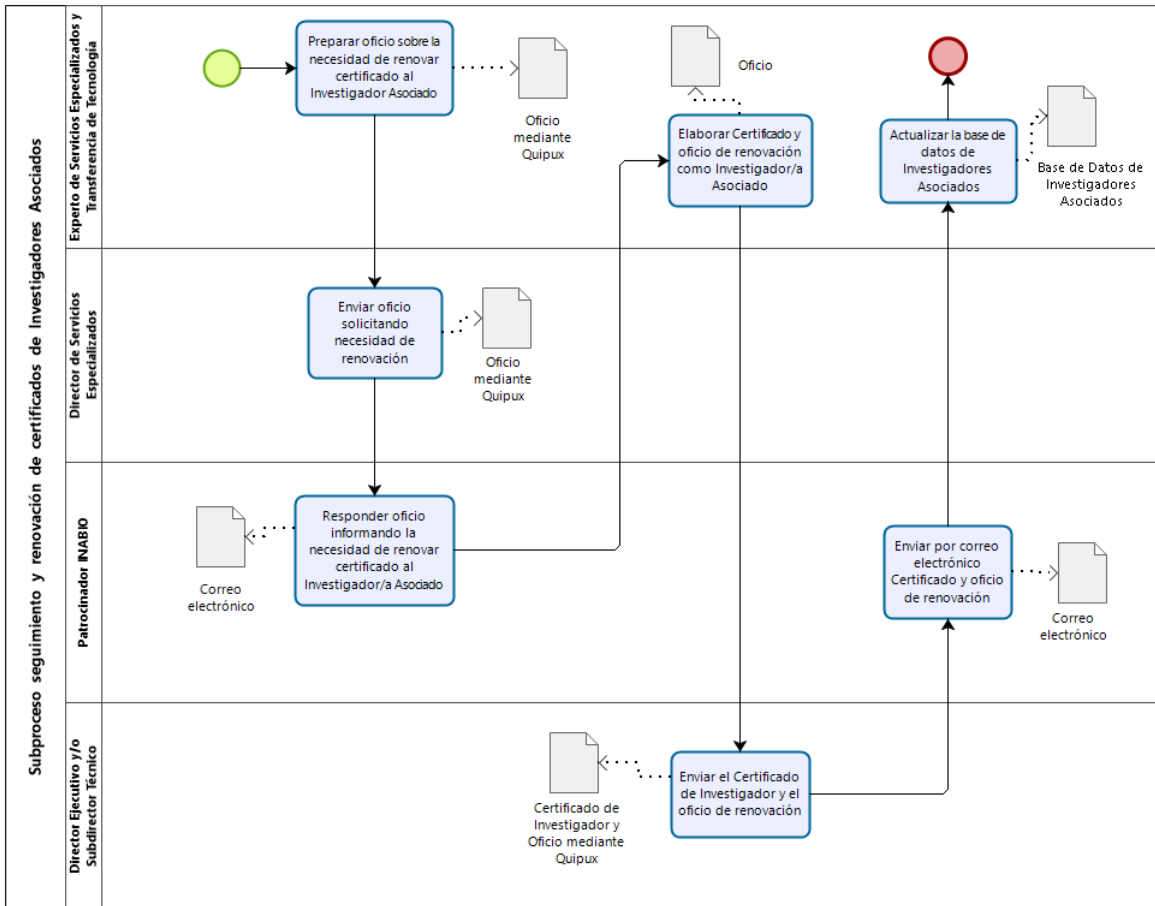 Subproceso seguimiento y renovación de certificados de Investigadores Asociados
Experto de Servicios Especializados y
Transferencia de Tecnología
Preparar oficio sobre la
necesidad de renovar
certificado al
Investigador Asociado
Oficio
mediante
Quipux
Oficio
Elaborar Certificado y
oficio de renovación
como Investigador/a
Asociado
Actualizar la base de
datos de
Investigadores
Asociados
Base de Datos de
Investigadores
Asociados
Director de Servicios
Especializados
Enviar oficio
solicitando
necesidad de
renovación
Oficio
mediante
Quipux
Patrocinador INABIO
Correo
electrónico
Responder oficio
informando la
necesidad de renovar
certificado al
Investigador/a Asociado
Enviar por correo
electrónico
Certificado y oficio
de renovación
Correo
electrónico
Director Ejecutivo y/o
Subdirector Técnico
Certificado de
Investigador y
Oficio mediante
Quipux
Enviar el Certificado
de Investigador y el
oficio de renovación